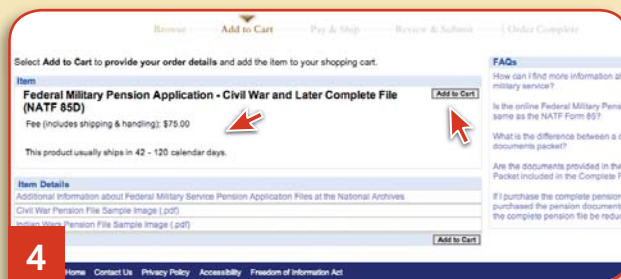 Browse Add to Cart Pay & Ship Review & Submit Order Complete
Select Add to Cart to provide your order details and add the item to your shopping cart.
Item
Federal Military Pension Application - Civil War and Later Complete File
(NATF 85D)
Add to Cart
Fee (includes shipping & handling): $75.00
This product usually ships in 42 - 120 calendar days.
Item Details
Additional Information about Federal Military Service Pension Application Files at the National Archives
Civil War Pension File Sample Image (.pdf)
Indian Wars Pension File Sample Image (.pdf)
Add to Cart
FAQs
How can I find more information a
military service?
Is the online Federal Military Pens
same as the NATF Form 85?
What is the difference between a c
documents packet?
Are the documents provided in the
Packet included in the Complete F
If I purchase the complete pension
purchased the pension documents
the complete pension file be reduc
4
Home Contact Us Privacy Policy Accessibility Freedom of Information Act